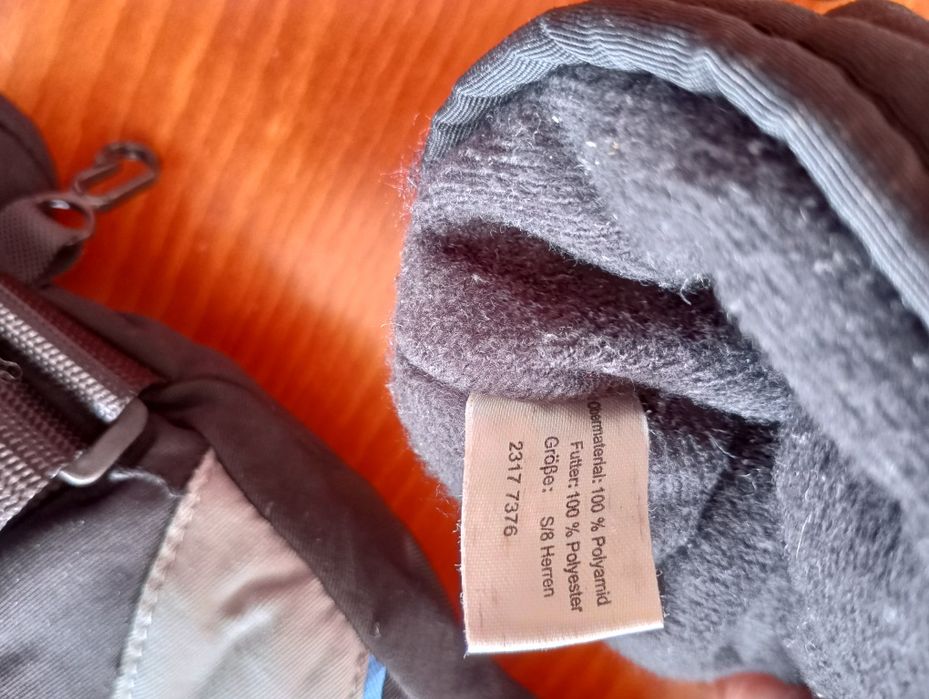 Obermaterial: 100 % Polyamid
Futter: 100 % Polyester
Größe: S/8 Herren
2317 7376